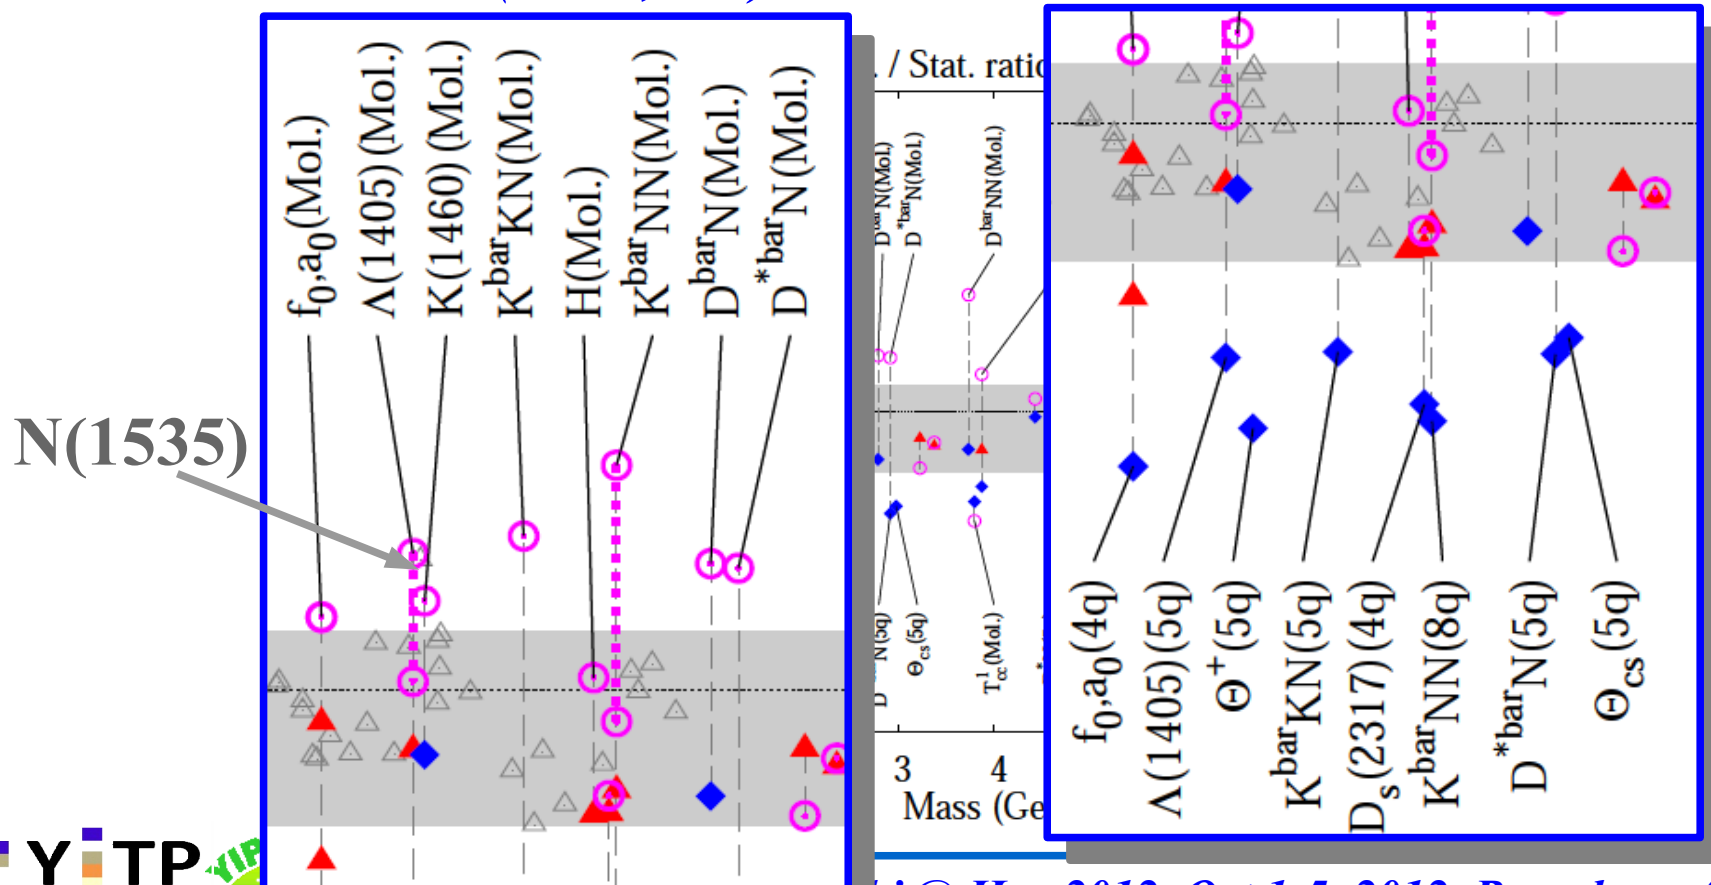 f0,a0(Mol.)
Λ(1405)(Mol.)
K(1460)(Mol.)
KbarKN(Mol.)
H(Mol.)
KbarNN(Mol.)
DbarN(Mol.)
D*barN(Mol.)
N(1535)
/ Stat. ratio
DbarN(Mol.)
D*barN(Mol.)
DbarNN(Mol.)
N(5q)
Θcs(5q)
T1cc(Mol.)
3
4
Mass (Ge
f0,a0(4q)
Λ(1405)(5q)
Θ+(5q)
KbarKN(5q)
Ds(2317)(4q)
KbarNN(8q)
D*barN(5q)
Θcs(5q)
YITP
YIP